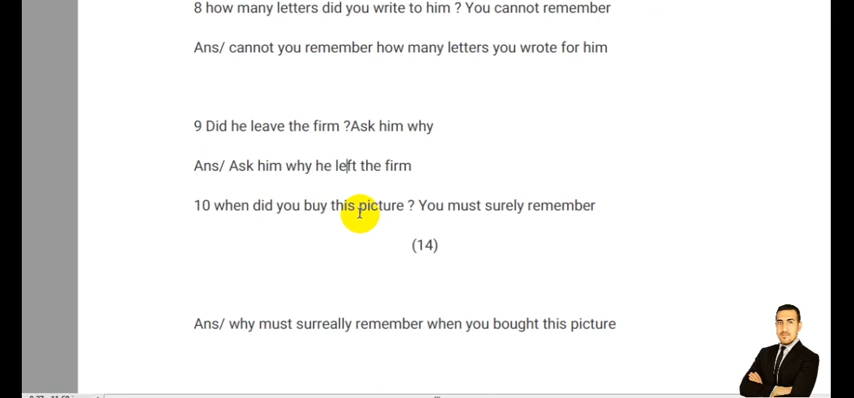 8 how many letters did you write to him ? You cannot remember
Ans/ cannot you remember how many letters you wrote for him
9 Did he leave the firm ?Ask him why
Ans/ Ask him why he left the firm
10 when did you buy this picture ? You must surely remember
(14)
Ans/ why must surreally remember when you bought this picture